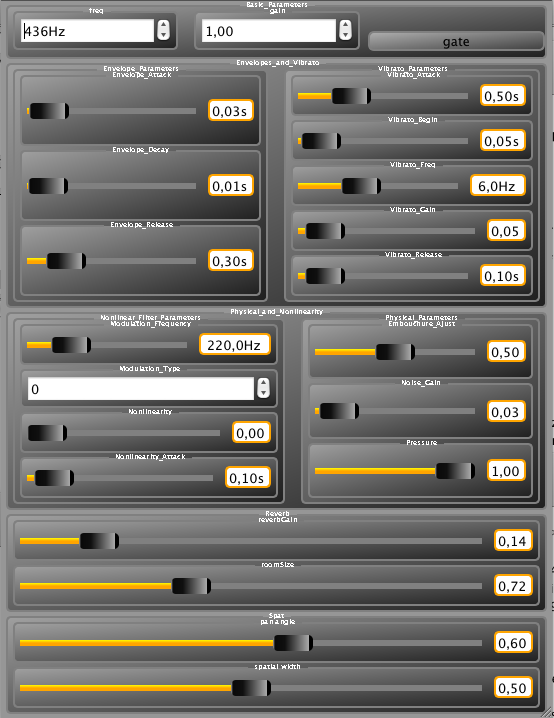 Basic_Parameters
freq
gain
436Hz
1,00
gate
Envelopes_and_Vibrato
Envelope_Parameters
Envelope_Attack
0,03s
Envelope_Decay
0,01s
Envelope_Release
0,30s
Vibrato_Parameters
Vibrato_Attack
0,50s
Vibrato_Begin
0,05s
Vibrato_Freq
6,0Hz
Vibrato_Gain
0,05
Vibrato_Release
0,10s
Physical_and_Nonlinearity
Nonlinear_Filter_Parameters
Modulation_Frequency
220,0Hz
Modulation_Type
0
Nonlinearity
0,00
Nonlinearity_Attack
0,10s
Physical_Parameters
Embouchure_Ajust
0,50
Noise_Gain
0,03
Pressure
1,00
Reverb
reverbGain
0,14
roomSize
0,72
Spat
pan angle
0,60
spatial width
0,50